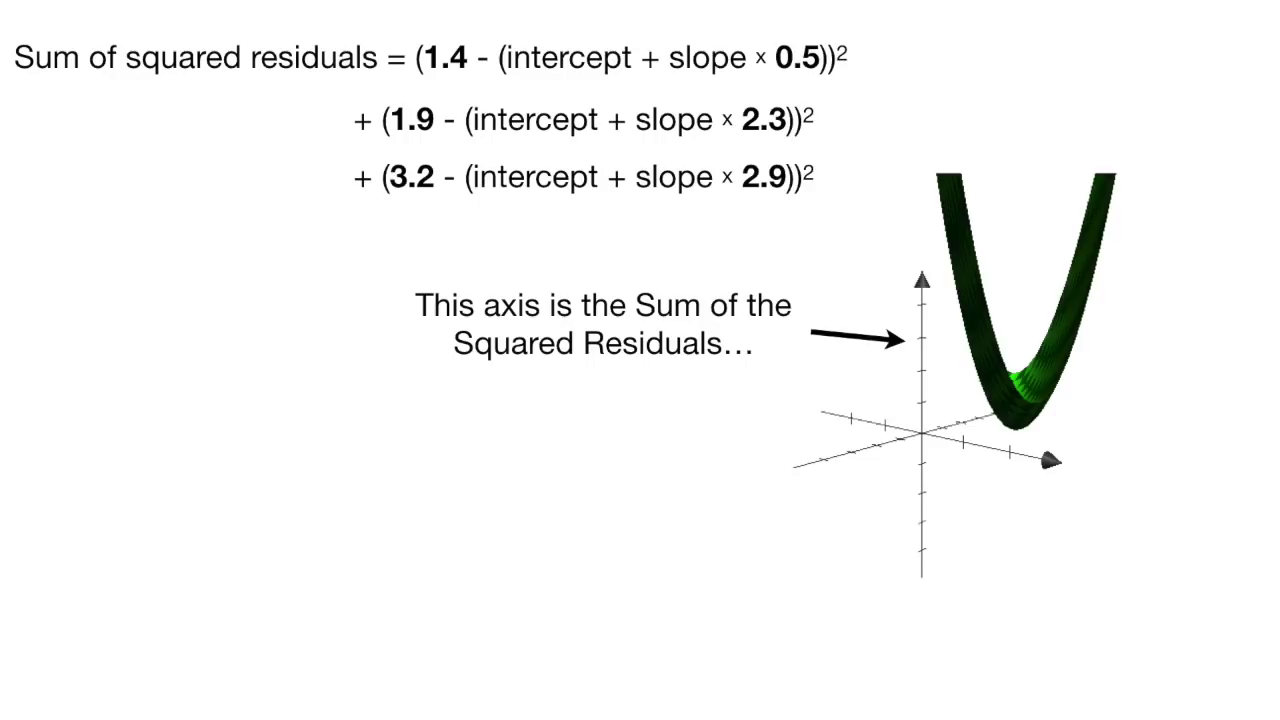 Sum of squared residuals = (1.4 - (intercept + slope × 0.5))²
+ (1.9 - (intercept + slope × 2.3))²
+ (3.2 - (intercept + slope × 2.9))²
This axis is the Sum of the
Squared Residuals…